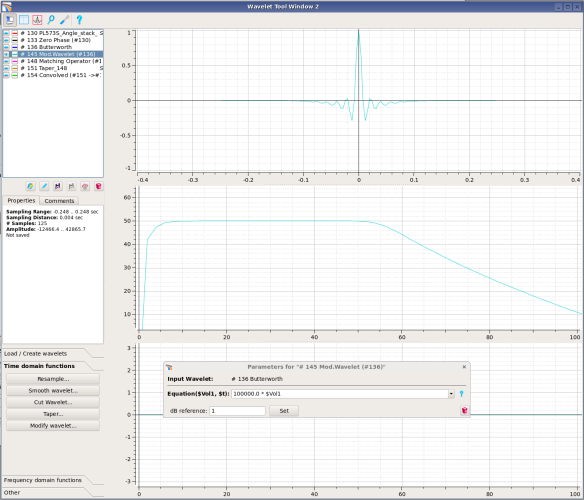 Wavelet Tool Window 2
# 130 PL573S_Angle_stack_ S
# 133 Zero Phase (#130)
# 136 Butterworth
# 145 Mod.Wavelet (#136)
# 148 Matching Operator (#1
# 151 Taper_148 S
# 154 Convolved (#151 ->#
1
0.5
0
-0.5
-1
-0.4 -0.3 -0.2 -0.1 0 0.1 0.2 0.3 0.4
Properties Comments
Sampling Range: -0.248 .. 0.248 sec
Sampling Distance: 0.004 sec
# Samples: 125
Amplitude: -12466.4 .. 42865.7
Not saved
60
50
40
30
20
10
0 20 40 60 80 100
Load / Create wavelets
Time domain functions
Resample...
Smooth wavelet...
Cut Wavelet...
Taper...
Modify wavelet...
Frequency domain functions
Other
3
2
1
0
-1
-2
-3
0 20 40 60 80 100
Parameters for "# 145 Mod.Wavelet (#136)"
Input Wavelet: # 136 Butterworth
Equation($Vol1, $t): 100000.0 * $Vol1
dB reference: 1 Set